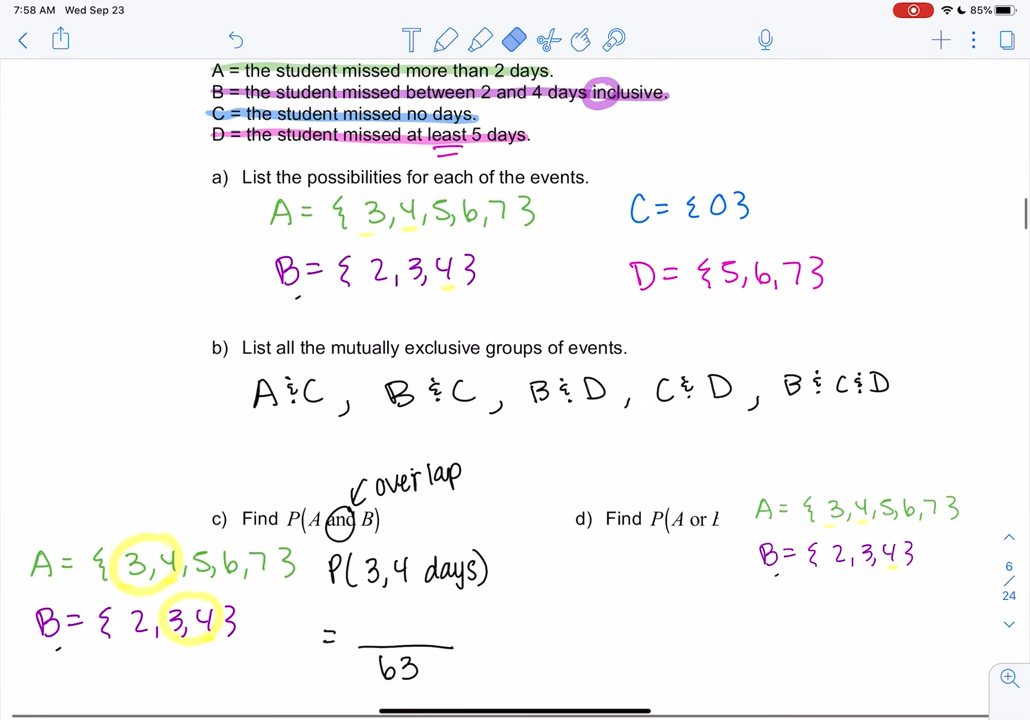 7:58 AM Wed Sep 23
85%
A = the student missed more than 2 days.
B = the student missed between 2 and 4 days inclusive.
C = the student missed no days.
D = the student missed at least 5 days.
a) List the possibilities for each of the events.
A = { 3, 4, 5, 6, 7 }
C = { 0 }
B = { 2, 3, 4 }
D = { 5, 6, 7 }
b) List all the mutually exclusive groups of events.
A & C , B & C , B & D , C & D , B & C & D
overlap
c) Find P(A and B)
d) Find P(A or
A = { 3, 4, 5, 6, 7 }
B = { 2, 3, 4 }
A = { 3, 4, 5, 6, 7 }
P( 3, 4 days)
B = { 2, 3, 4 }
=
63
6
/
24